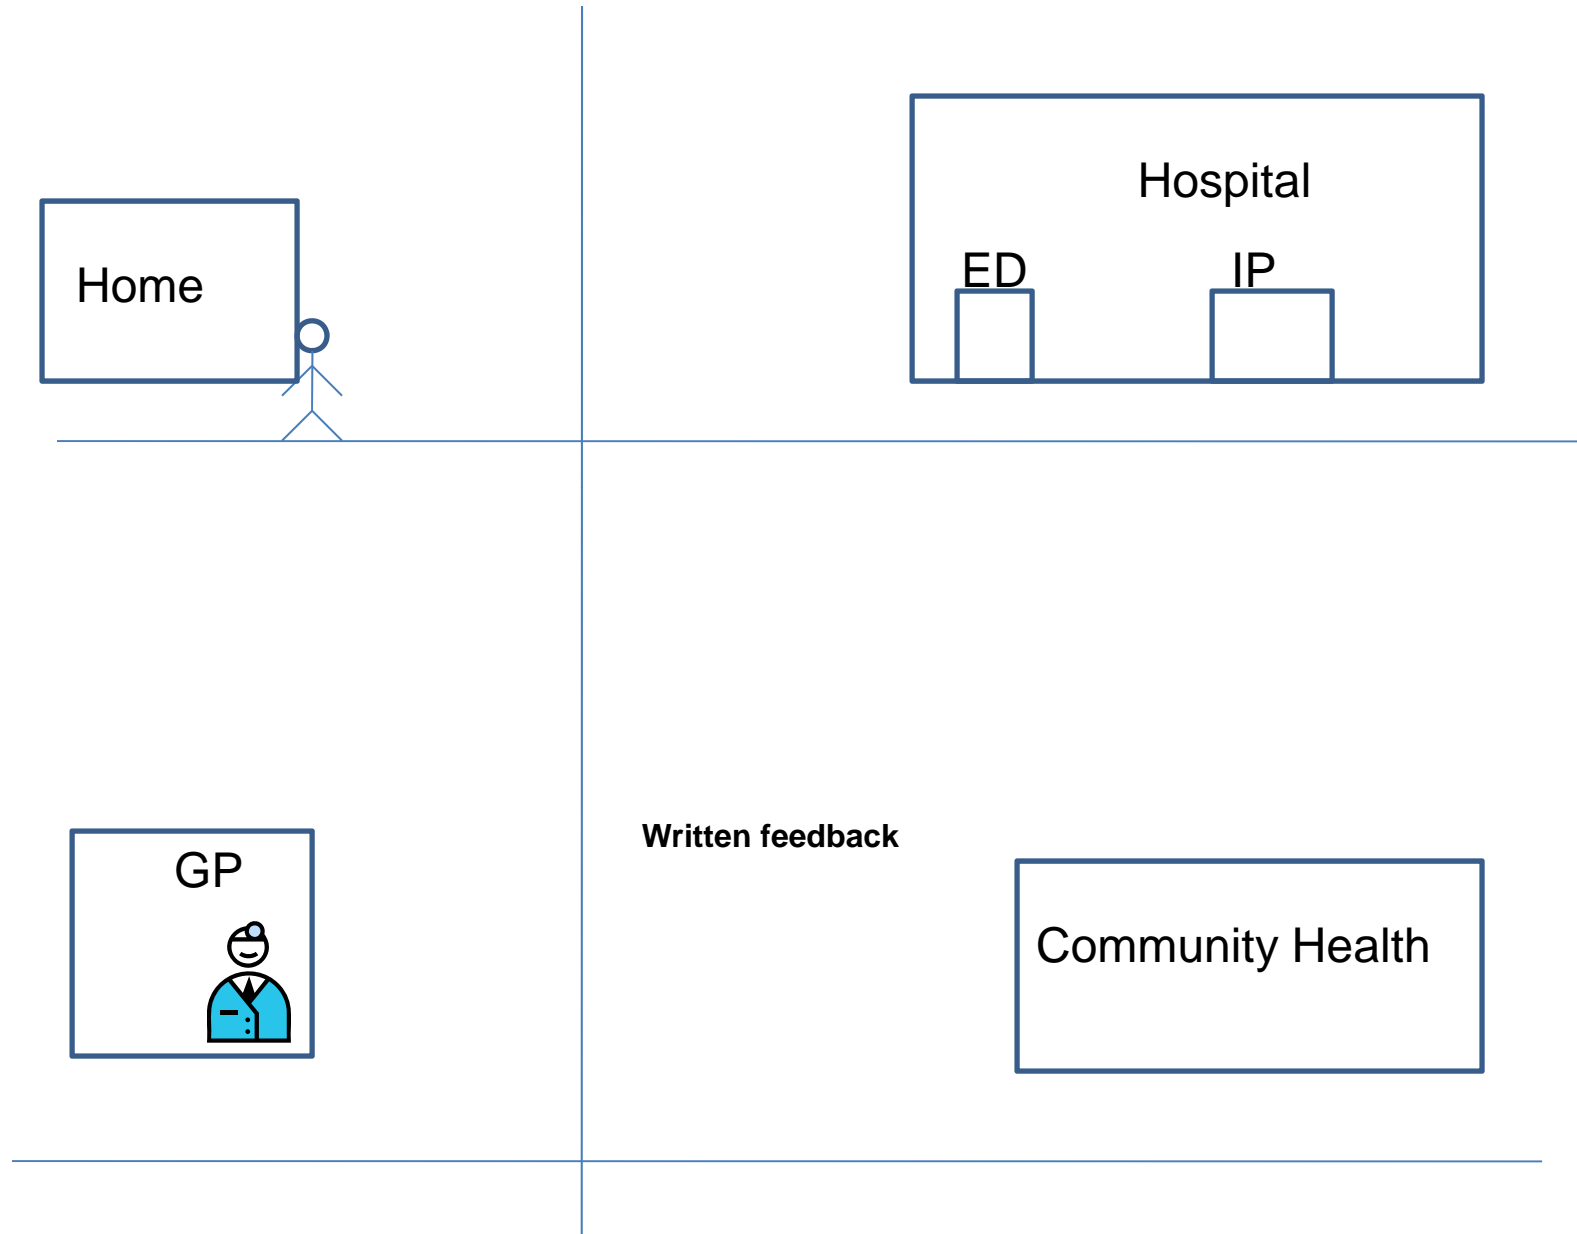 Hospital
Home
ED
IP
Written feedback
GP
Community Health